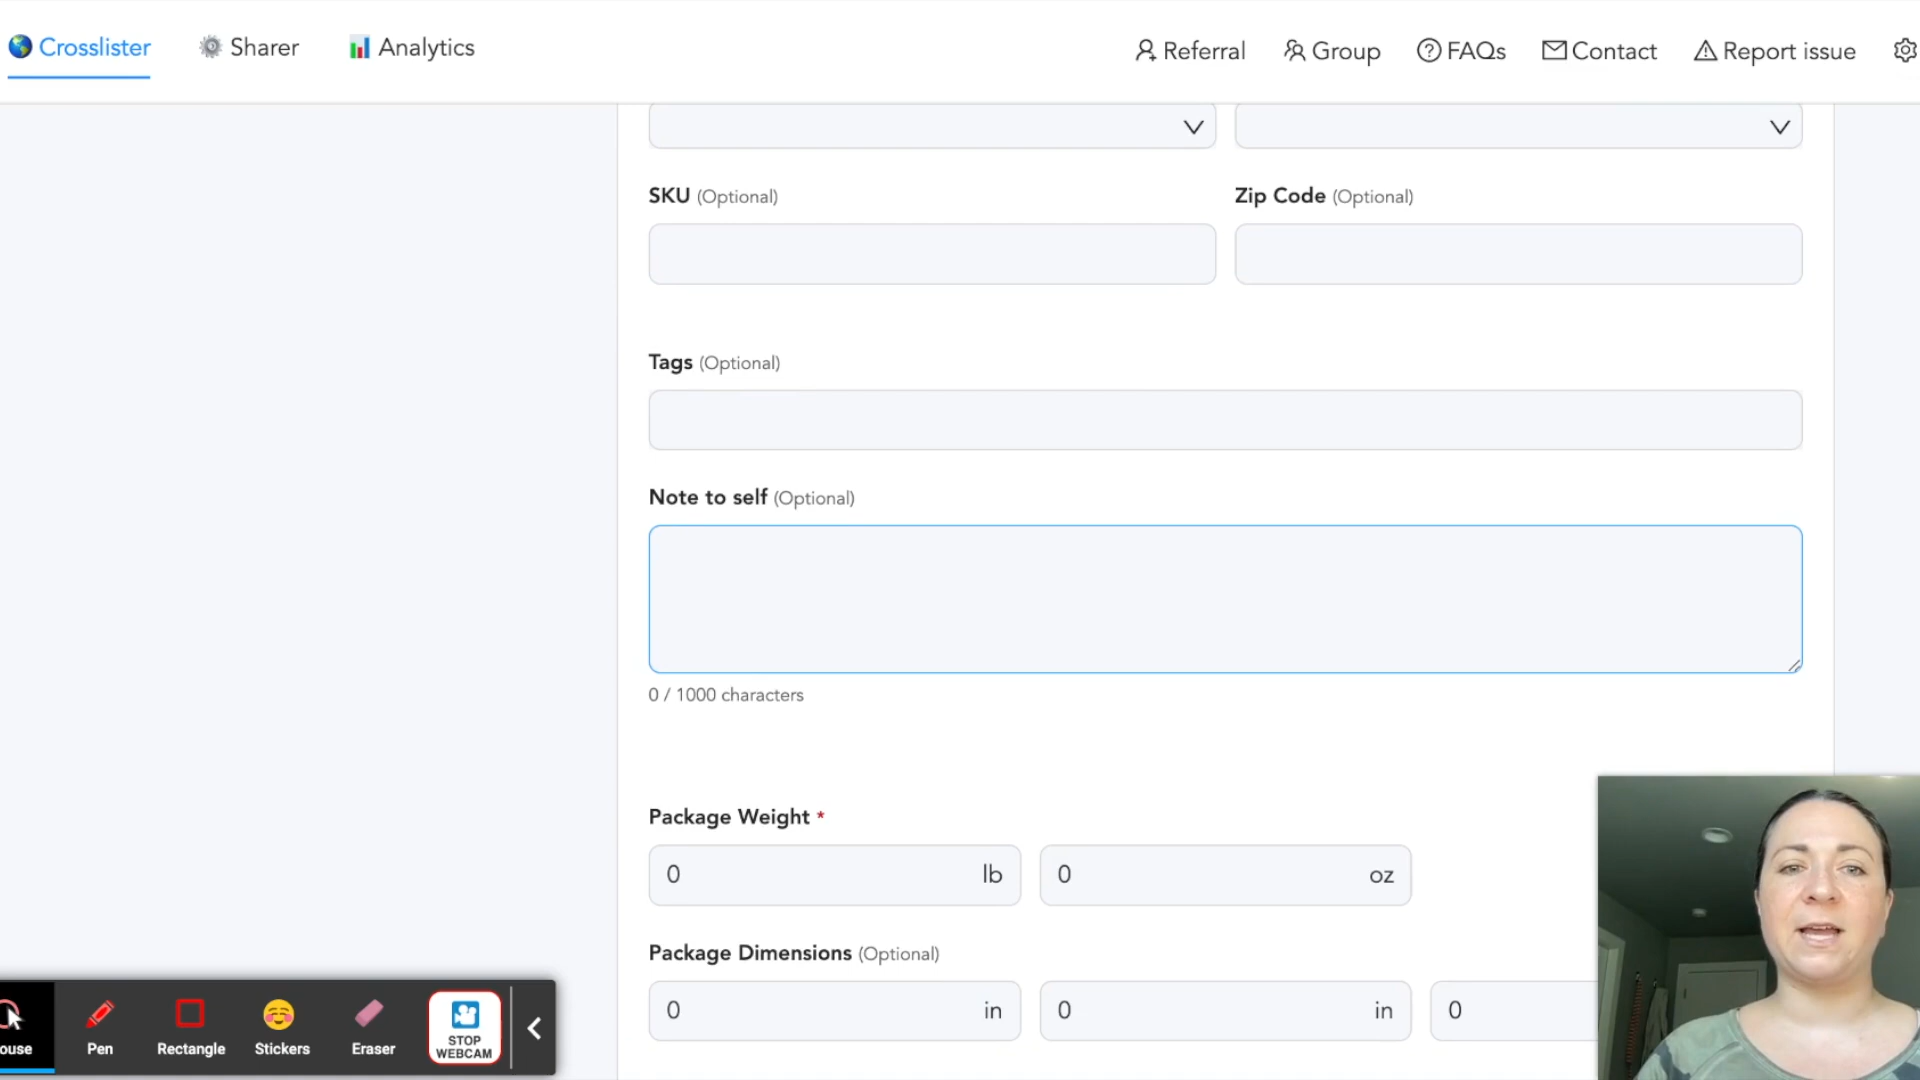 Crosslister Sharer Analytics Referral Group FAQs Contact Report issue
SKU (Optional) Zip Code (Optional)
Tags (Optional)
Note to self (Optional)
0 / 1000 characters
Package Weight *
0 lb 0 oz
Package Dimensions (Optional)
0 in 0 in 0
ouse Pen Rectangle Stickers Eraser STOP
WEBCAM